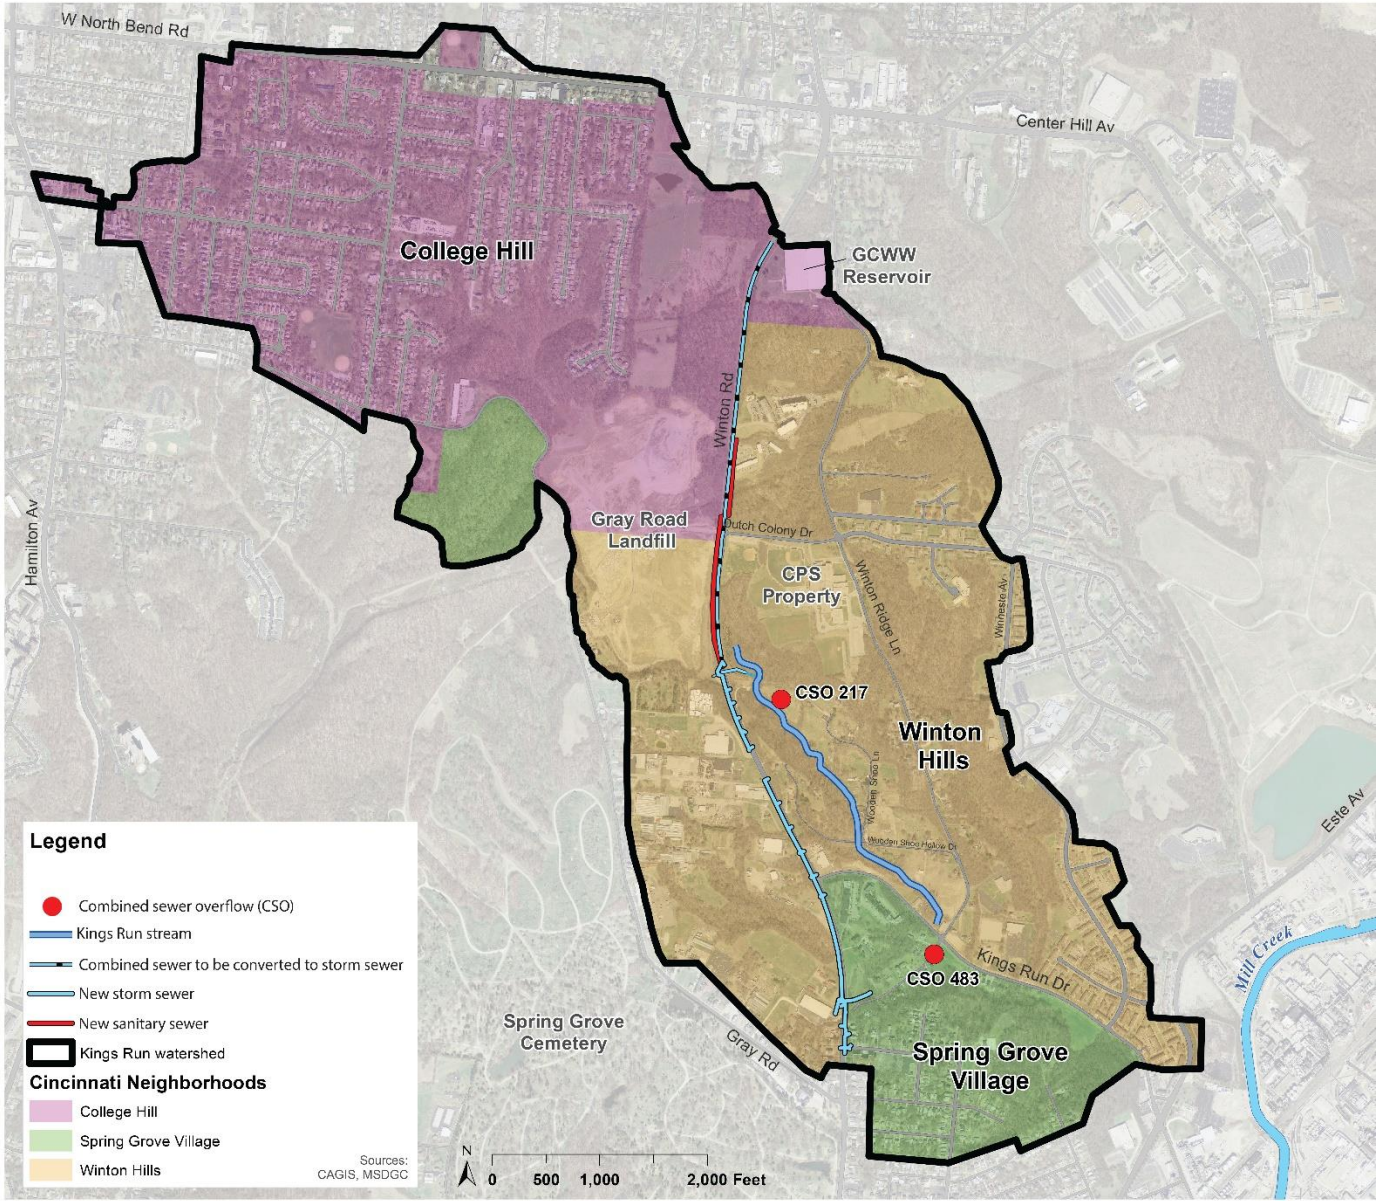 W North Bend Rd
Center Hill Av
College Hill
GCWW
Reservoir
Winton Rd
Hamilton Av
Gray Road
Landfill
Dutch Colony Dr
CPS
Property
Winton Ridge Ln
Winneste Av
CSO 217
Winton
Hills
Wooden Shoe Ln
Wooden Shoe Hollow Dr
Este Av
Mill Creek
Kings Run Dr
CSO 483
Spring Grove
Cemetery
Gray Rd
Spring Grove
Village
Legend
Combined sewer overflow (CSO)
Kings Run stream
Combined sewer to be converted to storm sewer
New storm sewer
New sanitary sewer
Kings Run watershed
Cincinnati Neighborhoods
College Hill
Spring Grove Village
Winton Hills
Sources:
CAGIS, MSDGC
N
0 500 1,000 2,000 Feet